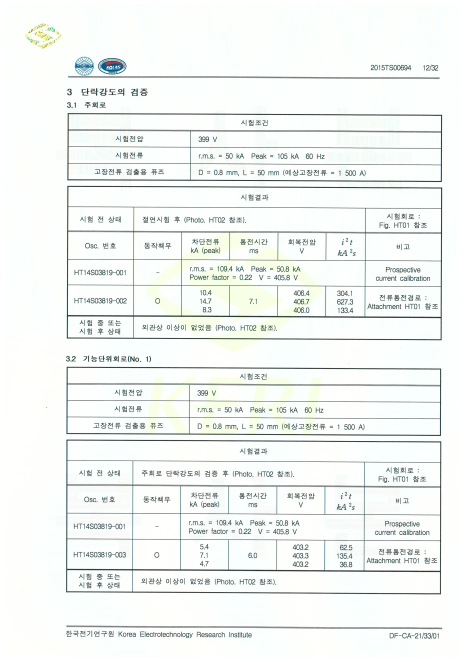 2015TS00694 12/32
3 단락강도의 검증
3.1 주회로
시험조건
시험전압 399 V
시험전류 r.m.s. = 50 kA Peak = 105 kA 60 Hz
고장전류 검출용 퓨즈 D = 0.8 mm, L = 50 mm (예상고장전류 = 1 500 A)
시험결과
시험 전 상태 절연시험 후 (Photo. HT02 참조). 시험회로 :
Fig. HT01 참조
Osc. 번호 동작책무 차단전류 통전시간 회복전압 i²t 비고
kA (peak) ms V kA²s
HT14S03819-001 - r.m.s. = 109.4 kA Peak = 50.8 kA Prospective
Power factor = 0.22 V = 405.8 V current calibration
10.4 406.4 304.1
HT14S03819-002 O 14.7 7.1 406.7 627.3 전류통전경로 :
8.3 406.0 133.4 Attachment HT01 참조
시험 중 또는
시험 후 상태 외관상 이상이 없었음 (Photo. HT02 참조).
3.2 기능단위회로(No. 1)
시험조건
시험전압 399 V
시험전류 r.m.s. = 50 kA Peak = 105 kA 60 Hz
고장전류 검출용 퓨즈 D = 0.8 mm, L = 50 mm (예상고장전류 = 1 500 A)
시험결과
시험 전 상태 주회로 단락강도의 검증 후 (Photo. HT02 참조). 시험회로 :
Fig. HT01 참조
Osc. 번호 동작책무 차단전류 통전시간 회복전압 i²t 비고
kA (peak) ms V kA²s
HT14S03819-001 - r.m.s. = 109.4 kA Peak = 50.8 kA Prospective
Power factor = 0.22 V = 405.8 V current calibration
5.4 403.2 62.5
HT14S03819-003 O 7.1 6.0 403.3 135.4 전류통전경로 :
4.7 403.2 36.8 Attachment HT01 참조
시험 중 또는
시험 후 상태 외관상 이상이 없었음 (Photo. HT02 참조).
한국전기연구원 Korea Electrotechnology Research Institute DF-CA-21/33/01